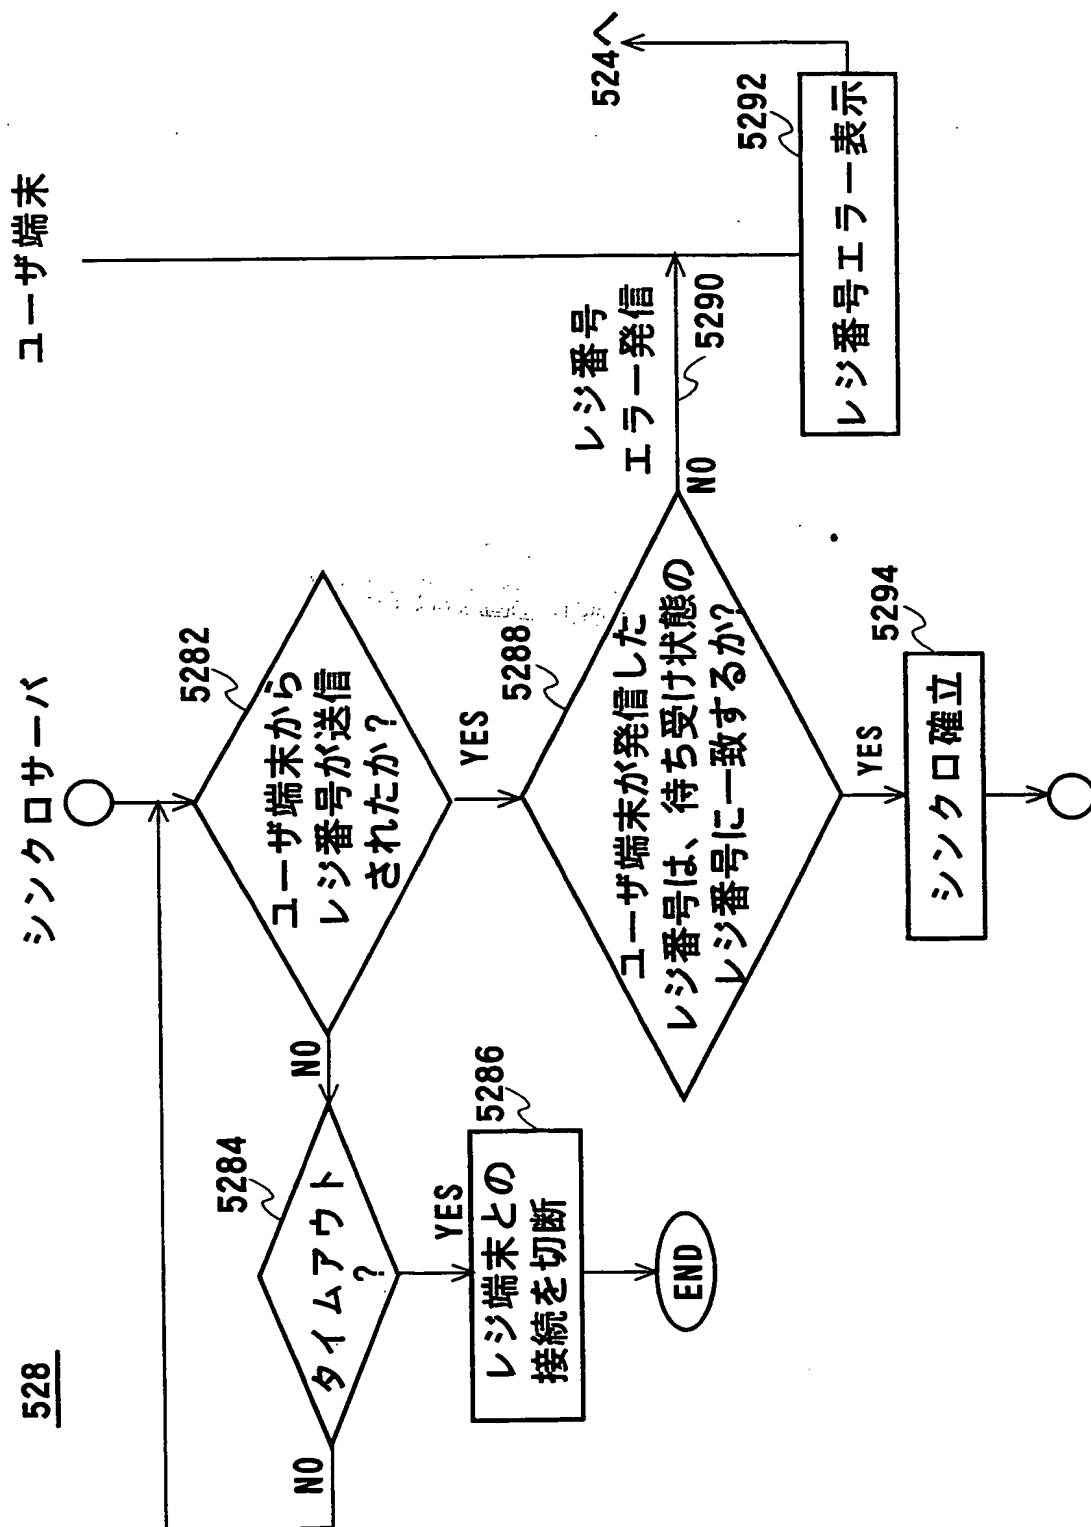 528
シンクロサーバ
ユーザ端末
5282
ユーザ端末から
レジ番号が送信
されたか?
NO
YES
5284
タイムアウト
?
NO
YES
5286
レジ端末との
接続を切断
END
5288
ユーザ端末が発信した
レジ番号は、待ち受け状態の
レジ番号に一致するか?
NO
YES
レジ番号
エラー発信
5290
524へ
5292
レジ番号エラー表示
5294
シンクロ確立